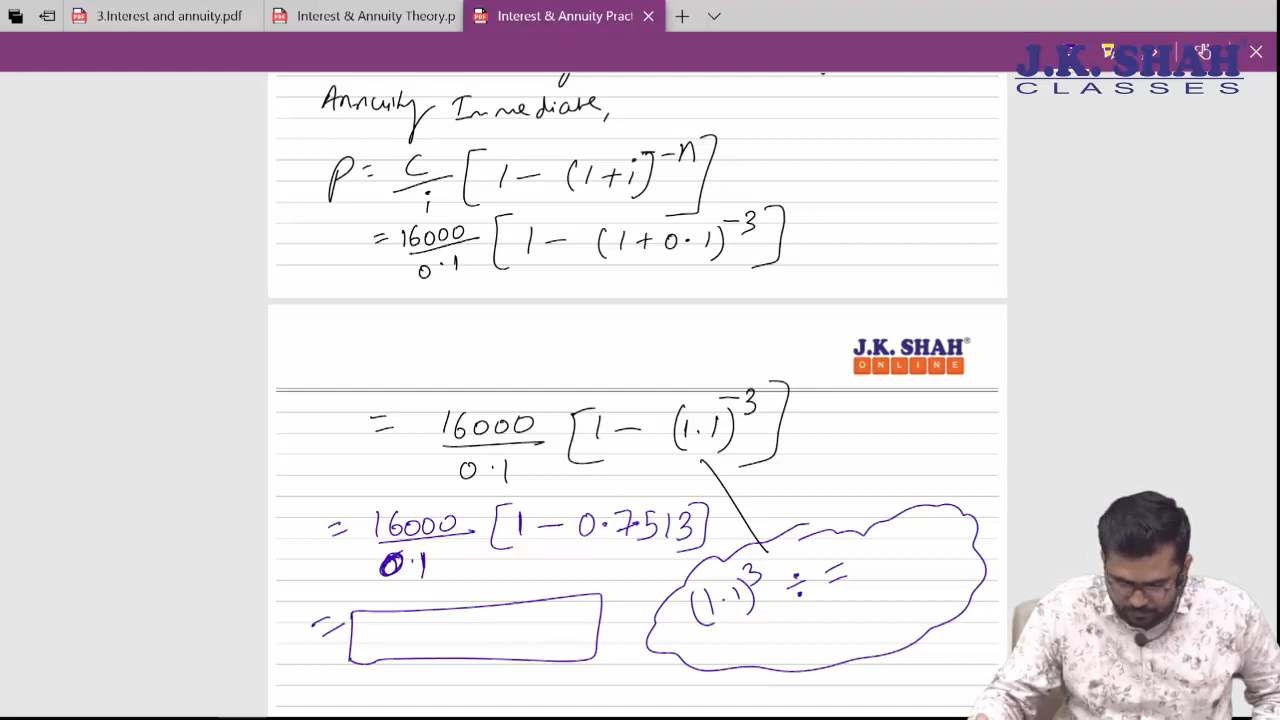 3.Interest and annuity.pdf
Interest & Annuity Theory.p
Interest & Annuity Pract
J.K. SHAH
CLASSES
Annuity Immediate,
P = C/i [1 - (1+i)^-n]
= 16000/0.1 [1 - (1+0.1)^-3]
J.K. SHAH®
ONLINE
= 16000/0.1 [1 - (1.1)^-3]
= 16000/0.1 [1 - 0.7513]
(1.1)^3 ÷ =
=